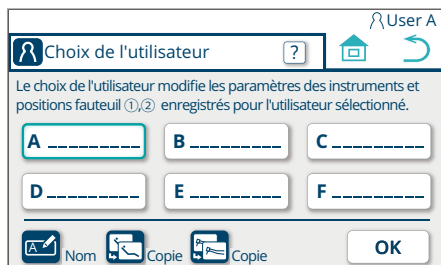 User A
Choix de l'utilisateur ?
Le choix de l'utilisateur modifie les paramètres des instruments et
positions fauteuil ①,② enregistrés pour l'utilisateur sélectionné.
A _________ B _________ C _________
D _________ E _________ F _________
A Nom Copie Copie OK